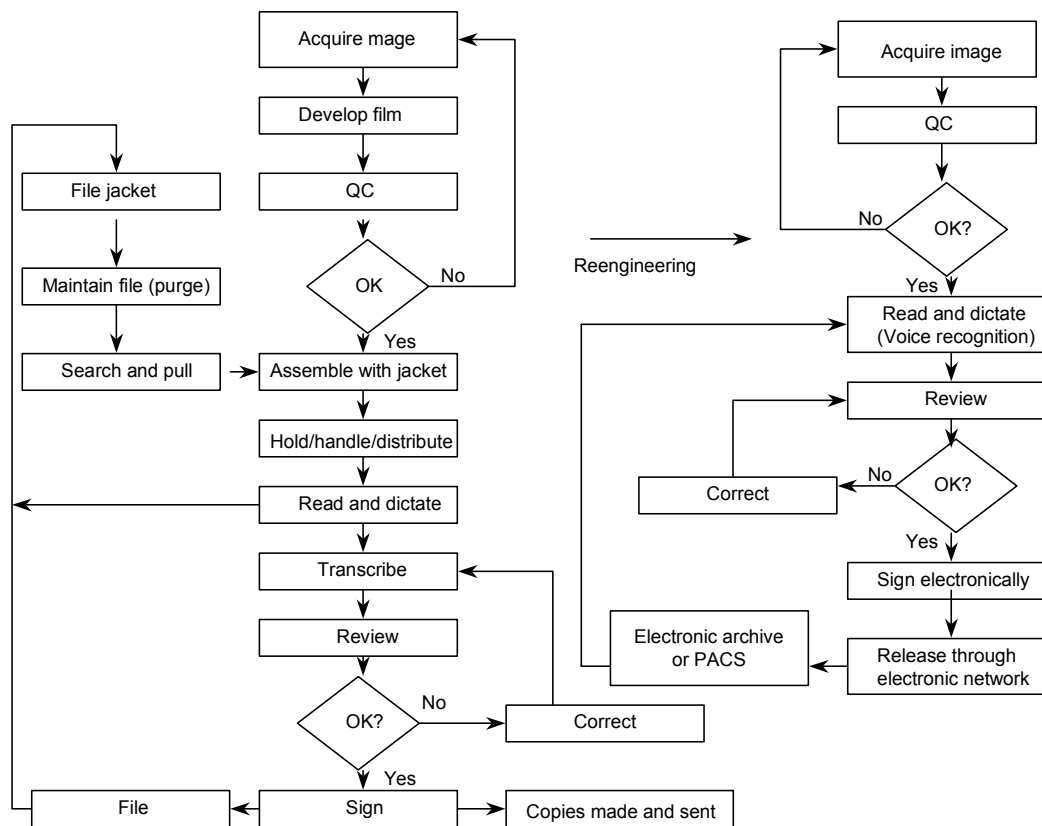 Acquire mage
Develop film
File jacket
QC
Maintain file (purge)
OK
No
Yes
Search and pull
Assemble with jacket
Hold/handle/distribute
Read and dictate
Transcribe
Review
OK?
No
Correct
Yes
File
Sign
Copies made and sent
Reengineering
Acquire image
QC
No
OK?
Yes
Read and dictate
(Voice recognition)
Review
Correct
No
OK?
Yes
Sign electronically
Electronic archive
or PACS
Release through
electronic network